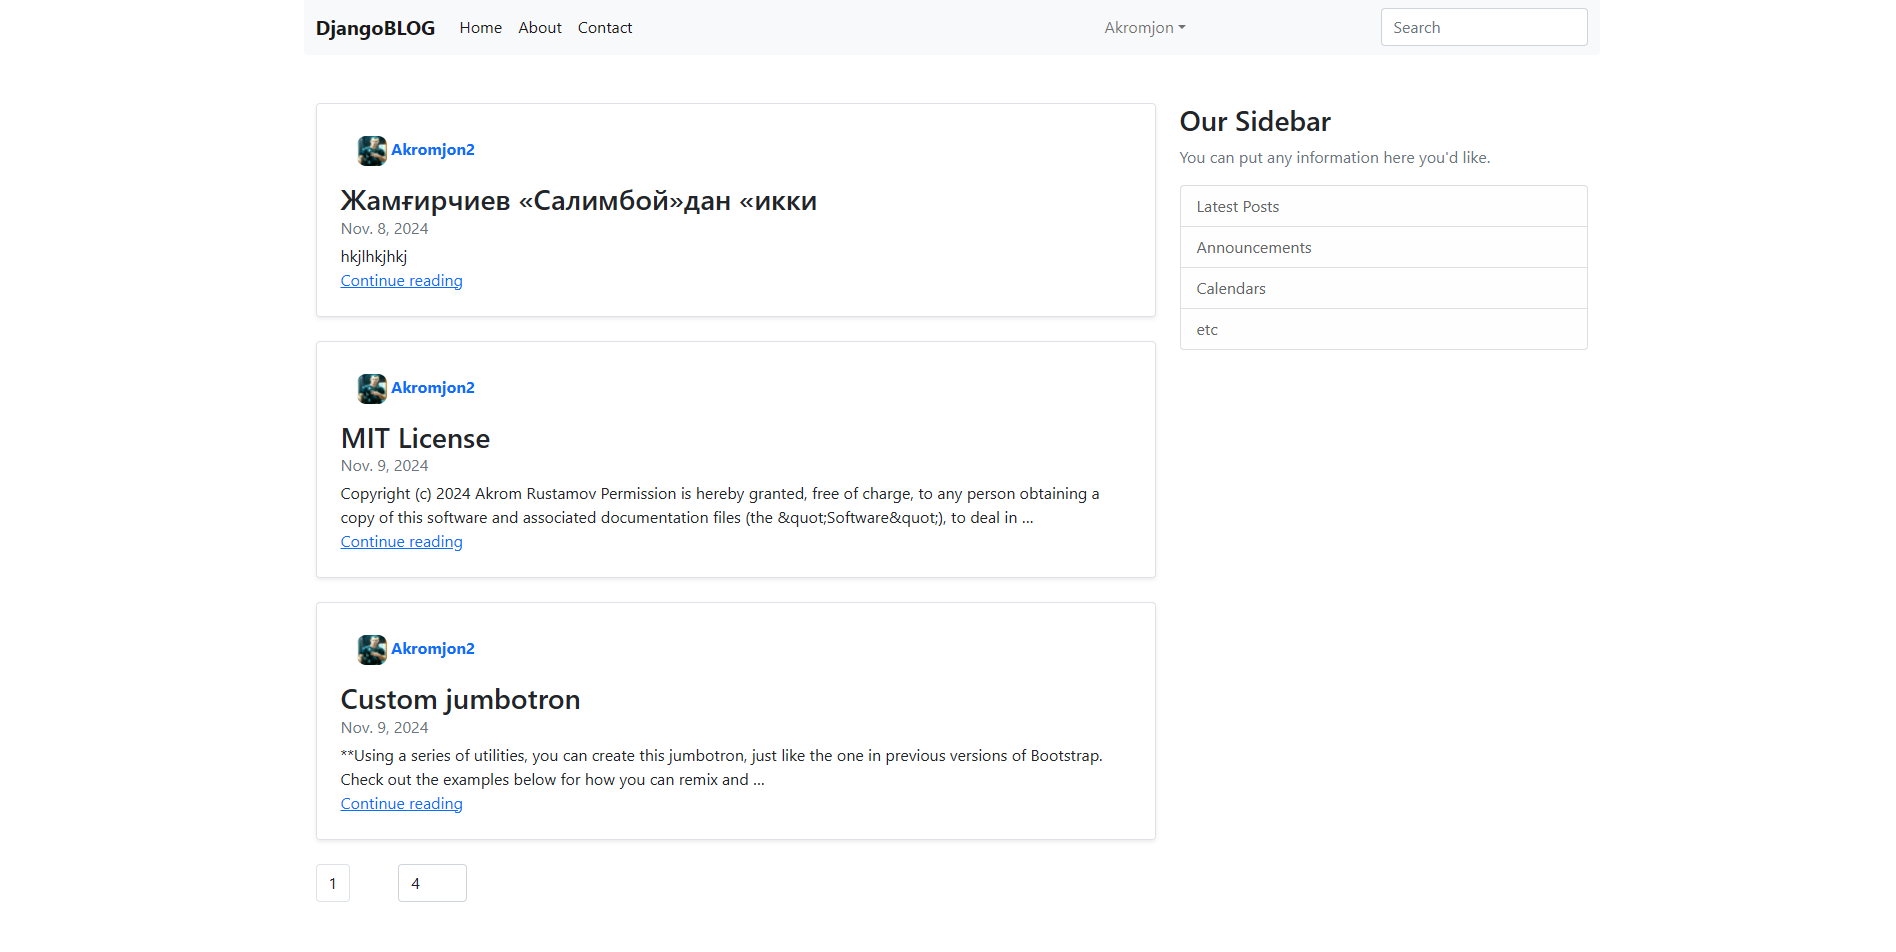 DjangoBLOG Home About Contact Akromjon Search
Akromjon2
Жамғирчиев «Салимбой»дан «икки
Nov. 8, 2024
hkjlhkjhkj
Continue reading
Akromjon2
MIT License
Nov. 9, 2024
Copyright (c) 2024 Akrom Rustamov Permission is hereby granted, free of charge, to any person obtaining a
copy of this software and associated documentation files (the &quot;Software&quot;), to deal in …
Continue reading
Akromjon2
Custom jumbotron
Nov. 9, 2024
**Using a series of utilities, you can create this jumbotron, just like the one in previous versions of Bootstrap.
Check out the examples below for how you can remix and …
Continue reading
1 4
Our Sidebar
You can put any information here you'd like.
Latest Posts
Announcements
Calendars
etc